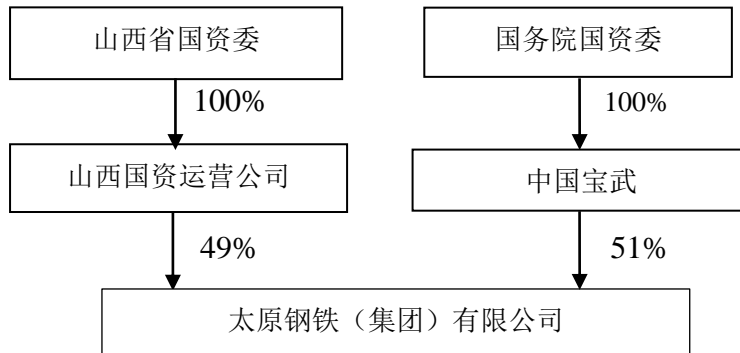 山西省国资委
国务院国资委
100%
100%
山西国资运营公司
中国宝武
49%
51%
太原钢铁（集团）有限公司